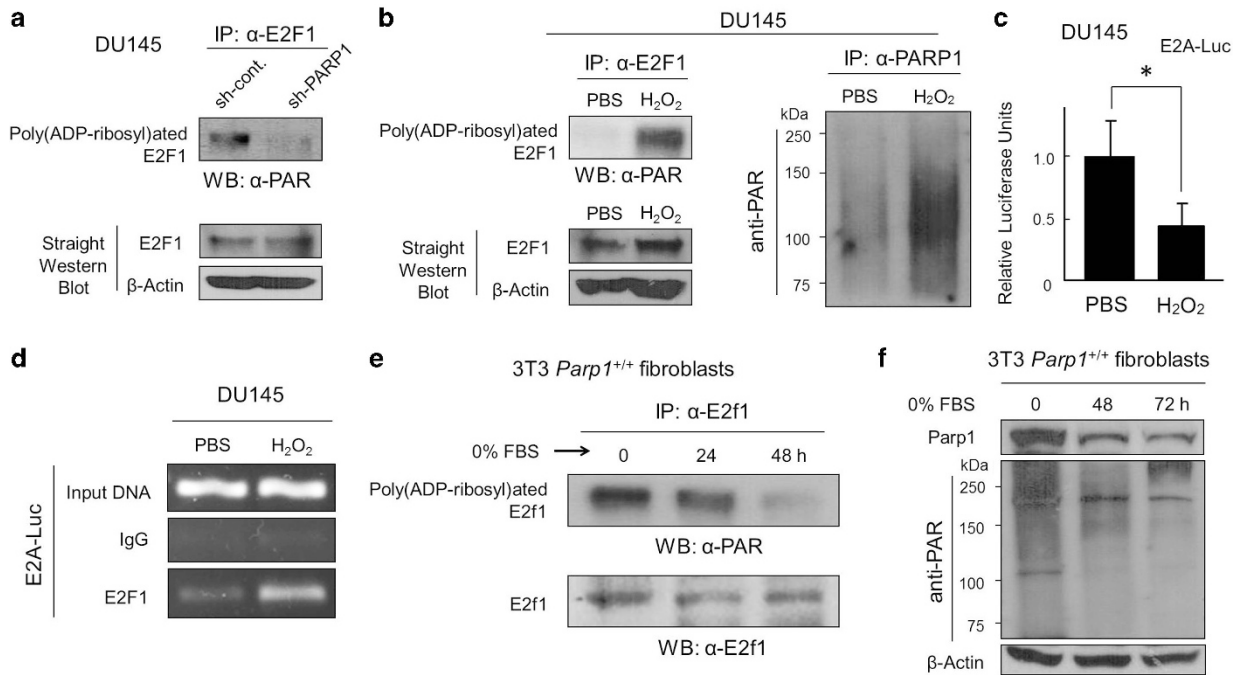 a
DU145
IP: α-E2F1
sh-cont.
sh-PARP1
Poly(ADP-ribosyl)ated
E2F1
WB: α-PAR
Straight
Western
Blot
E2F1
β-Actin
b
DU145
IP: α-E2F1
PBS H₂O₂
Poly(ADP-ribosyl)ated
E2F1
WB: α-PAR
PBS H₂O₂
Straight
Western
Blot
E2F1
β-Actin
IP: α-PARP1
kDa
PBS H₂O₂
250
150
100
75
anti-PAR
c
DU145
E2A-Luc
*
Relative Luciferase Units
1.0
0.5
0
PBS H₂O₂
d
DU145
PBS H₂O₂
E2A-Luc
Input DNA
IgG
E2F1
e
3T3 Parp1+/+ fibroblasts
IP: α-E2f1
0% FBS → 0 24 48 h
Poly(ADP-ribosyl)ated
E2f1
WB: α-PAR
E2f1
WB: α-E2f1
f
3T3 Parp1+/+ fibroblasts
0% FBS 0 48 72 h
Parp1
kDa
250
150
100
75
anti-PAR
β-Actin